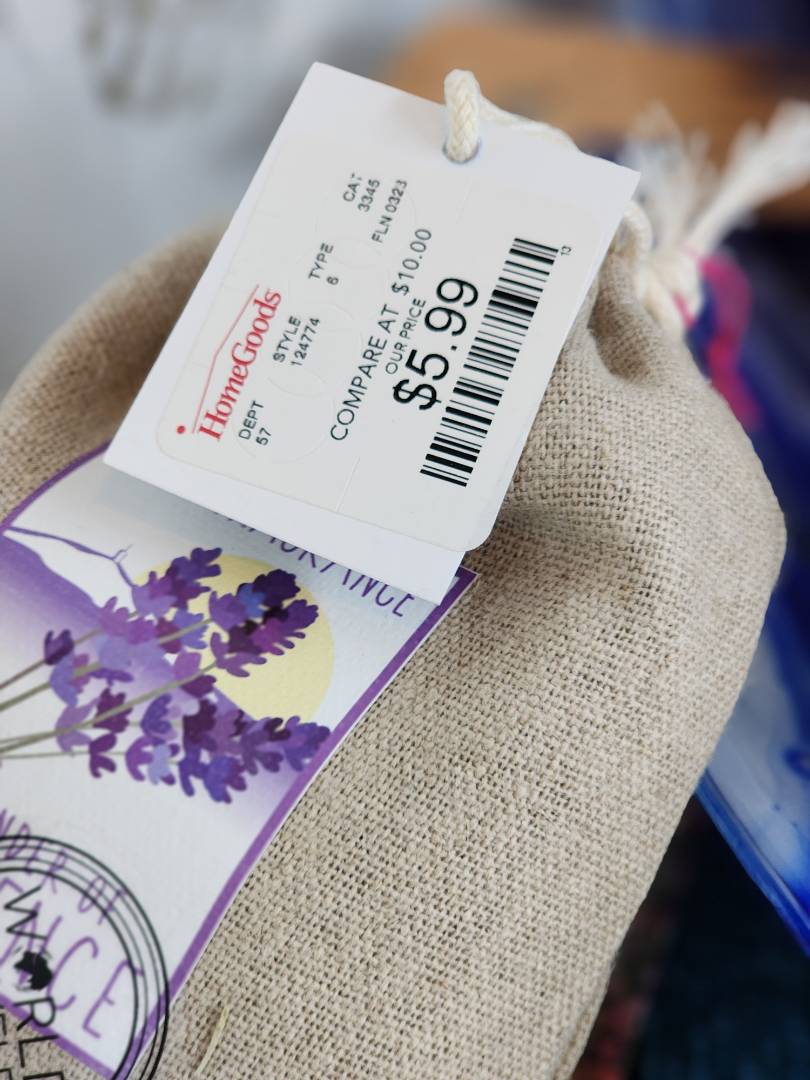 HomeGoods
DEPT STYLE TYPE CAT
57 124774 6 3345
FLN 0323
COMPARE AT $10.00
OUR PRICE
$5.99
13